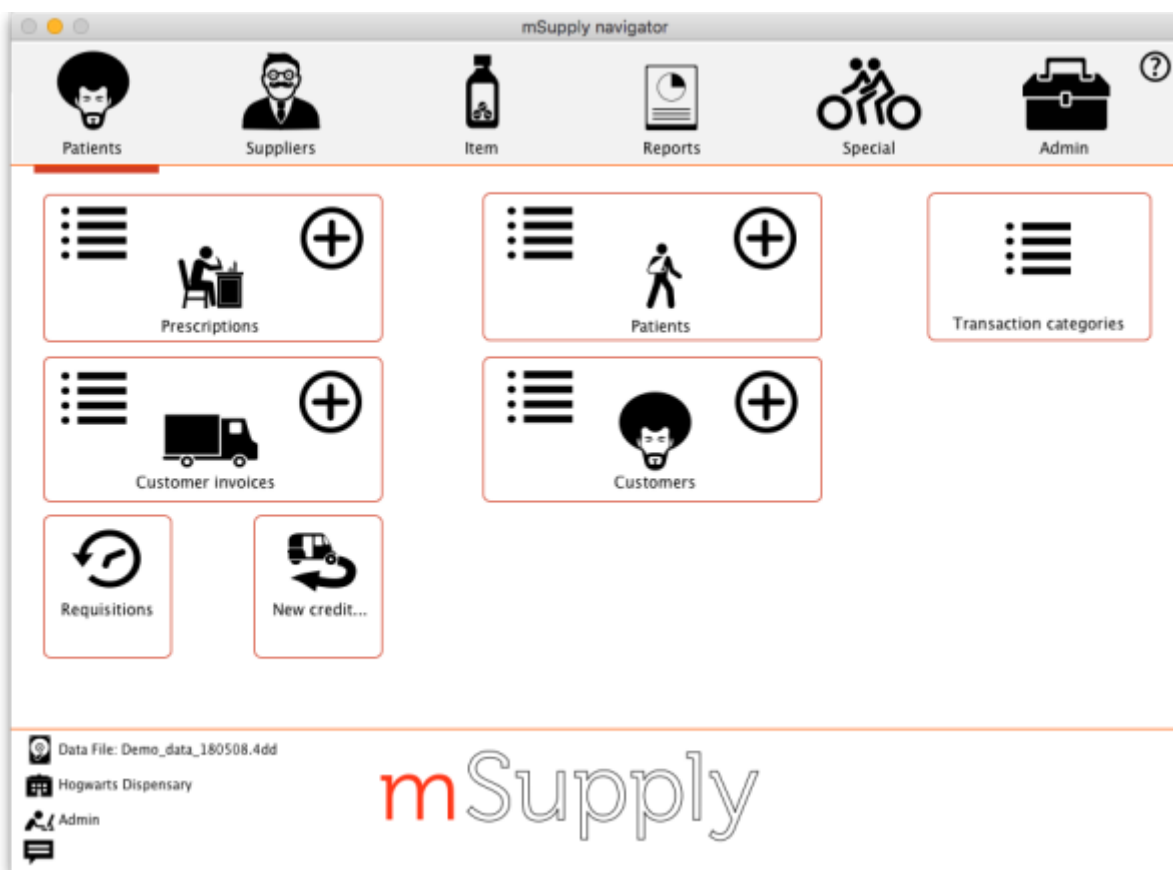 mSupply navigator
?
Patients
Suppliers
Item
Reports
Special
Admin
Prescriptions
Patients
Transaction categories
Customer invoices
Customers
Requisitions
New credit...
Data File: Demo_data_180508.4dd
Hogwarts Dispensary
Admin
mSupply